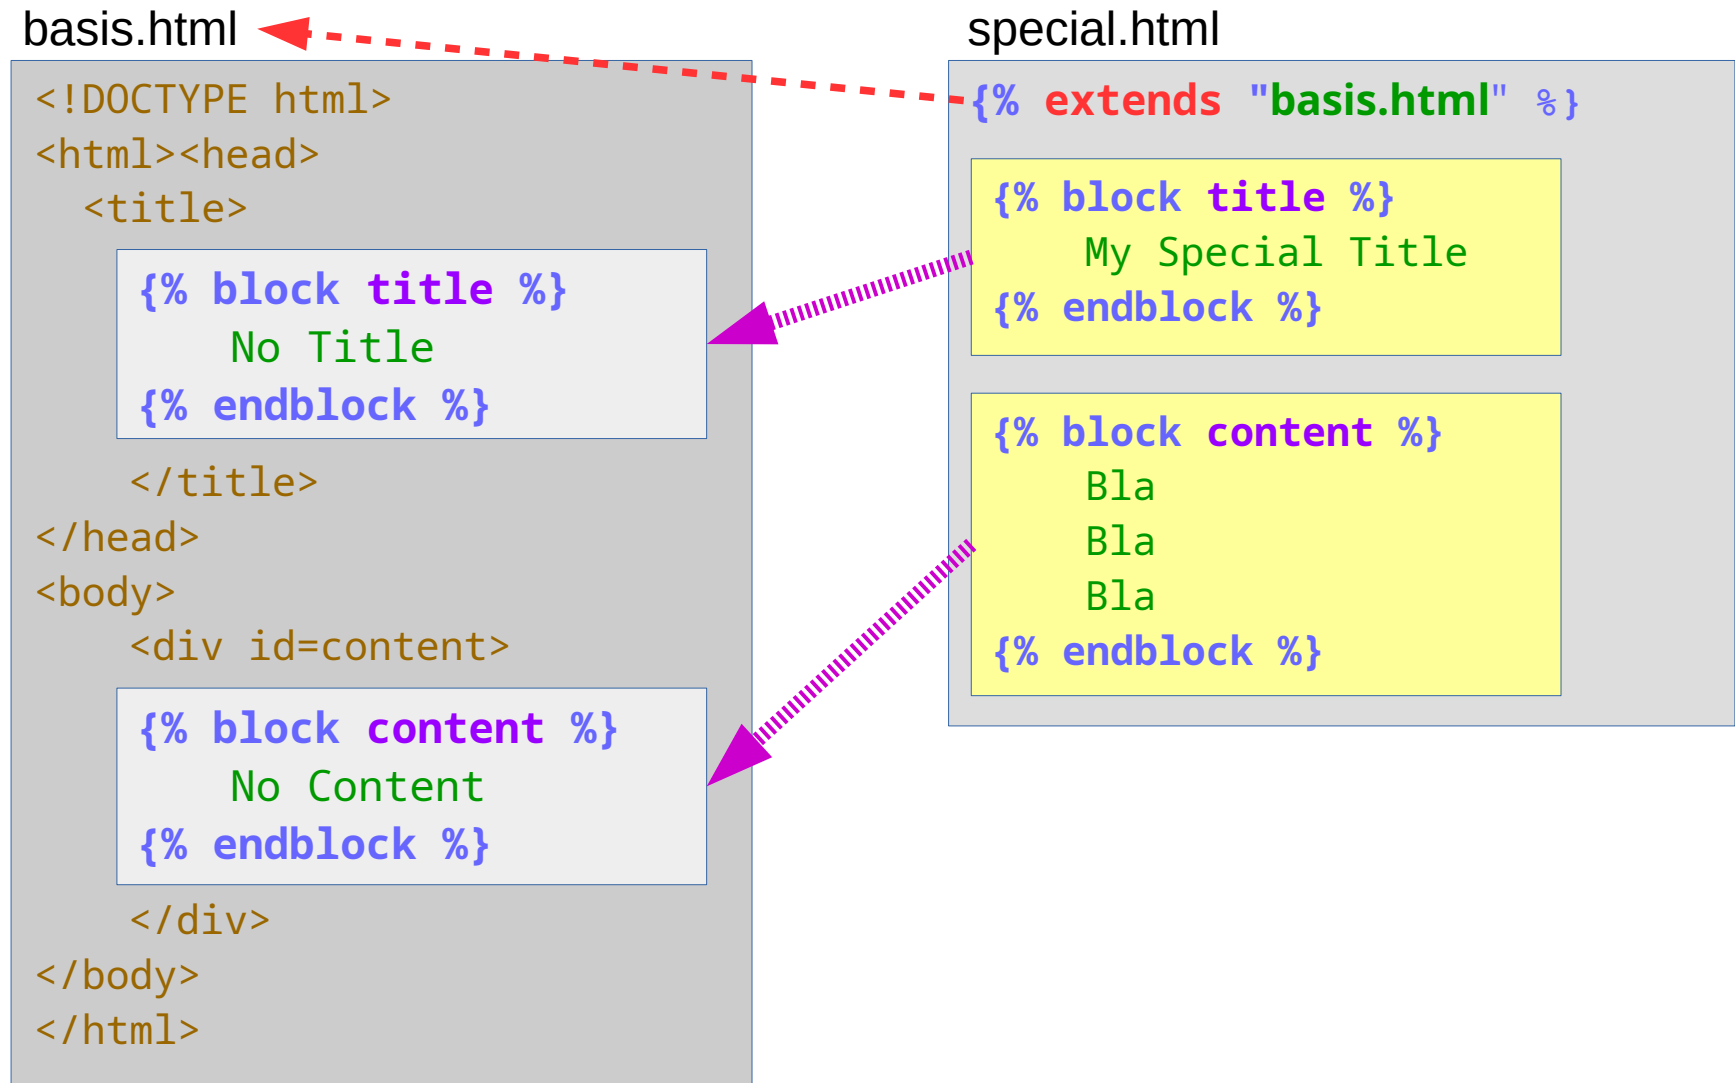 basis.html
<!DOCTYPE html>
<html><head>
  <title>
{% block title %}
    No Title
{% endblock %}
    </title>
</head>
<body>
    <div id=content>
{% block content %}
    No Content
{% endblock %}
    </div>
</body>
</html>
special.html
{% extends "basis.html" %}
{% block title %}
    My Special Title
{% endblock %}
{% block content %}
    Bla
    Bla
    Bla
{% endblock %}